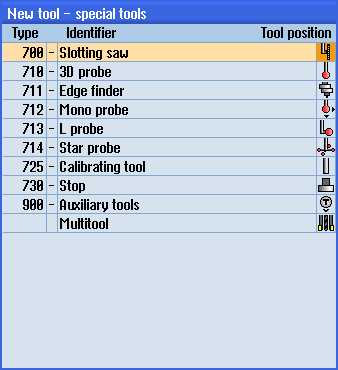 New tool - special tools
Type Identifier Tool position
700 - Slotting saw
710 - 3D probe
711 - Edge finder
712 - Mono probe
713 - L probe
714 - Star probe
725 - Calibrating tool
730 - Stop
900 - Auxiliary tools
- Multitool